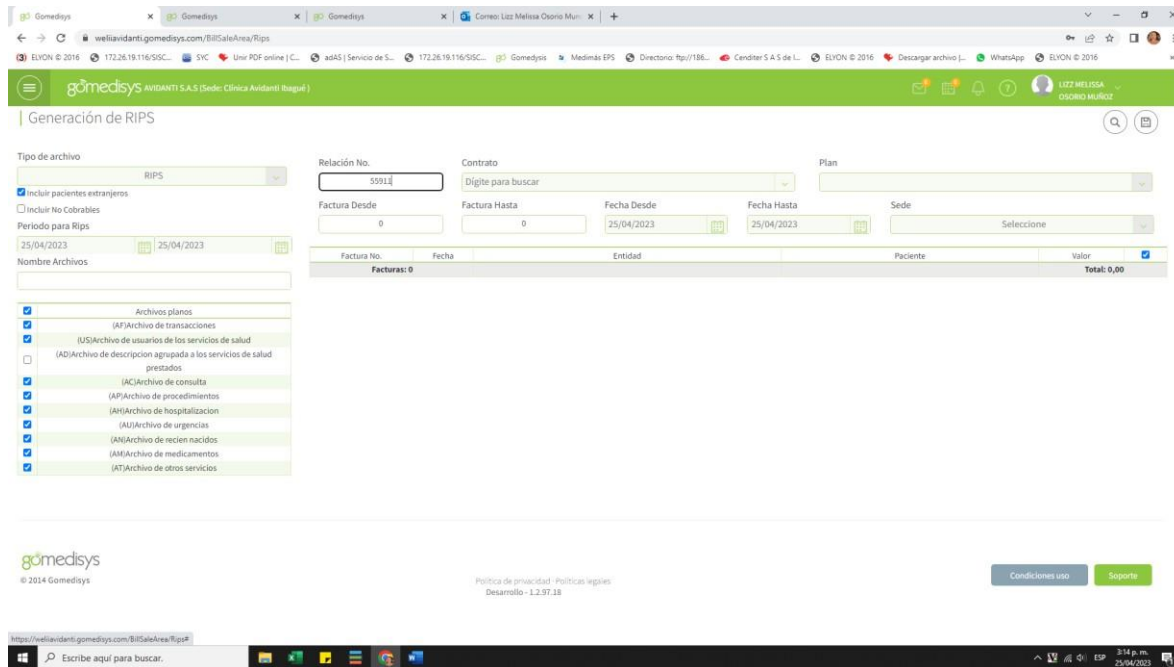 Gomedisys
Gomedisys
Gomedisys
Correo: Lizz Melissa Osorio Mun
weliiavidanti.gomedisys.com/BillSaleArea/Rips
ELYON © 2016
172.26.19.116/SISC...
SYC
Unir PDF online | C...
adAS | Servicio de S...
172.26.19.116/SISC...
Gomedysis
Medimás EPS
Directorio: ftp://186...
Cenditer S A S de I...
ELYON © 2016
Descargar archivo |...
WhatsApp
ELYON © 2016
gomedisys AVIDANTI S.A.S (Sede: Clínica Avidanti Ibagué )
LIZZ MELISSA
OSORIO MUÑOZ
Generación de RIPS
Tipo de archivo
RIPS
Incluir pacientes extranjeros
Incluir No Cobrables
Periodo para Rips
25/04/2023
25/04/2023
Nombre Archivos
Archivos planos
(AF)Archivo de transacciones
(US)Archivo de usuarios de los servicios de salud
(AD)Archivo de descripcion agrupada a los servicios de salud
prestados
(AC)Archivo de consulta
(AP)Archivo de procedimientos
(AH)Archivo de hospitalizacion
(AU)Archivo de urgencias
(AN)Archivo de recien nacidos
(AM)Archivo de medicamentos
(AT)Archivo de otros servicios
Relación No.
Contrato
Plan
55911
Dígite para buscar
Factura Desde
Factura Hasta
Fecha Desde
Fecha Hasta
Sede
0
0
25/04/2023
25/04/2023
Seleccione
Factura No.
Fecha
Entidad
Paciente
Valor
Facturas: 0
Total: 0,00
gomedisys
© 2014 Gomedisys
Política de privacidad · Políticas legales
Desarrollo - 1.2.97.18
Condiciones uso
Soporte
https://weliiavidanti.gomedisys.com/BillSaleArea/Rips#
Escribe aquí para buscar.
ESP
3:14 p. m.
25/04/2023